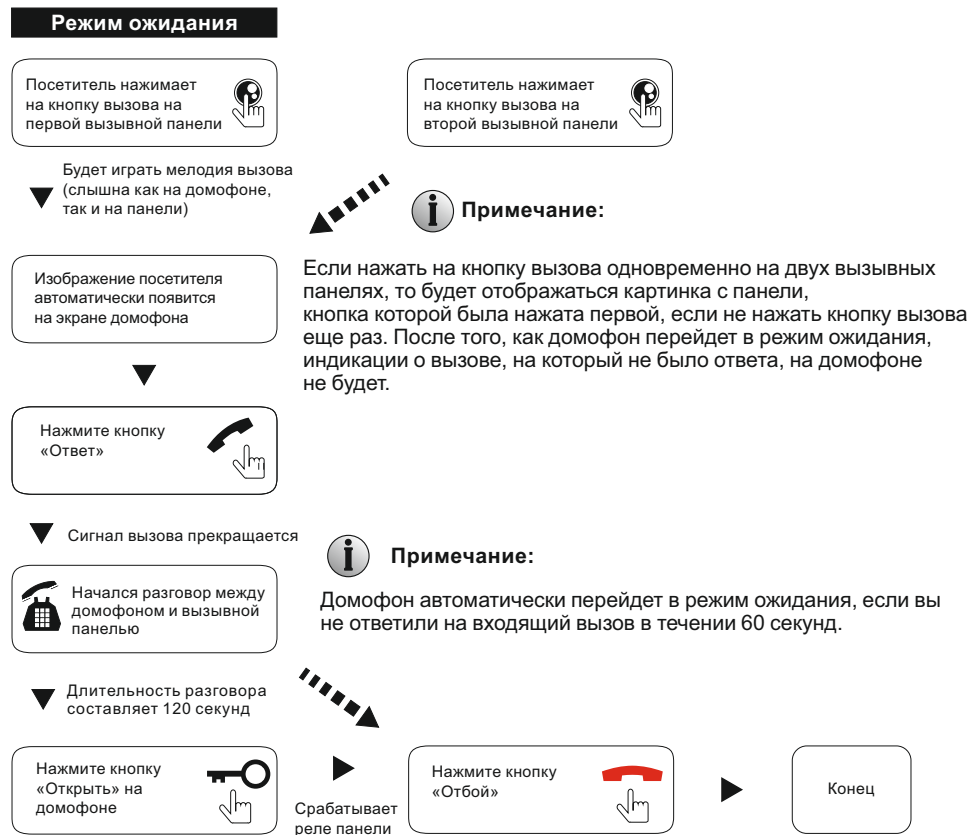 Режим ожидания
Посетитель нажимает
на кнопку вызова на
первой вызывной панели
Посетитель нажимает
на кнопку вызова на
второй вызывной панели
Будет играть мелодия вызова
(слышна как на домофоне,
так и на панели)
Примечание:
Изображение посетителя
автоматически появится
на экране домофона
Если нажать на кнопку вызова одновременно на двух вызывных
панелях, то будет отображаться картинка с панели,
кнопка которой была нажата первой, если не нажать кнопку вызова
еще раз. После того, как домофон перейдет в режим ожидания,
индикации о вызове, на который не было ответа, на домофоне
не будет.
Нажмите кнопку
«Ответ»
Сигнал вызова прекращается
Примечание:
Начался разговор между
домофоном и вызывной
панелью
Домофон автоматически перейдет в режим ожидания, если вы
не ответили на входящий вызов в течении 60 секунд.
Длительность разговора
составляет 120 секунд
Нажмите кнопку
«Открыть» на
домофоне
Срабатывает
реле панели
Нажмите кнопку
«Отбой»
Конец